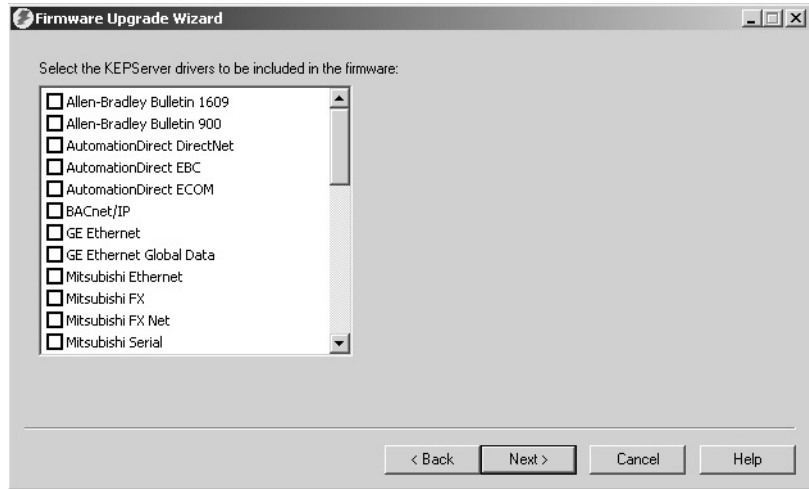 Firmware Upgrade Wizard
Select the KEPServer drivers to be included in the firmware:
Allen-Bradley Bulletin 1609
Allen-Bradley Bulletin 900
AutomationDirect DirectNet
AutomationDirect EBC
AutomationDirect ECOM
BACnet/IP
GE Ethernet
GE Ethernet Global Data
Mitsubishi Ethernet
Mitsubishi FX
Mitsubishi FX Net
Mitsubishi Serial
< Back Next > Cancel Help